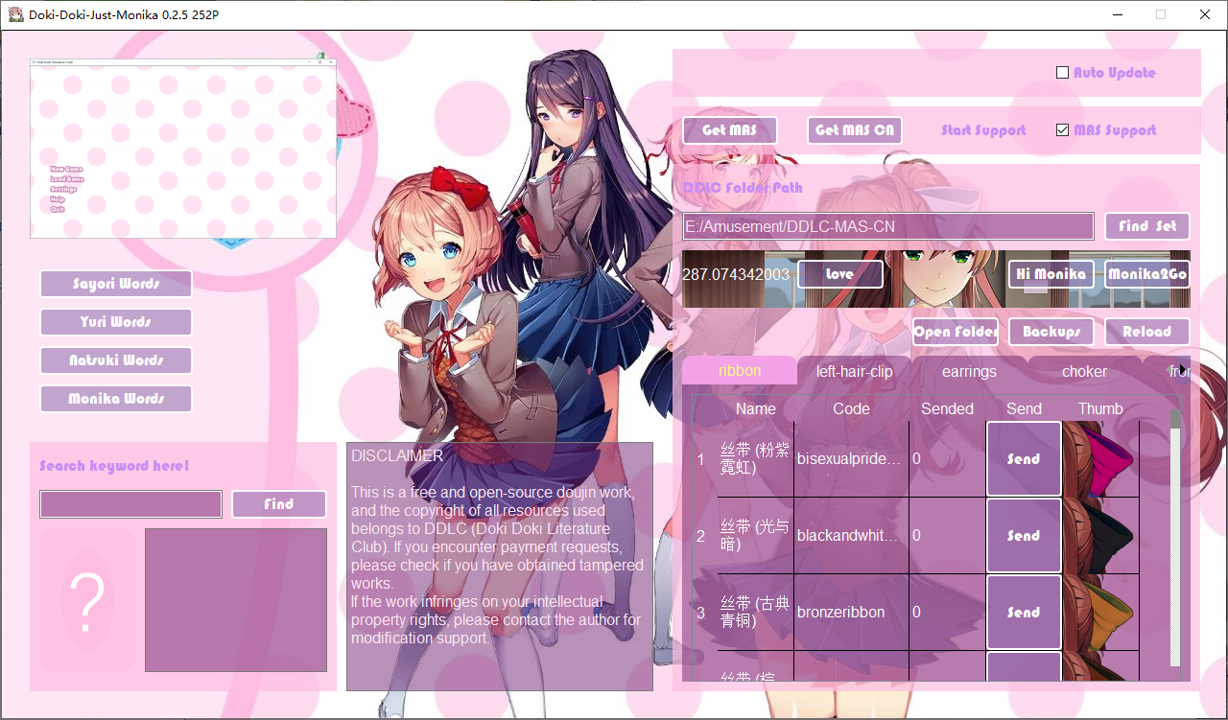 Doki-Doki-Just-Monika 0.2.5 252P
New Game
Load Game
Settings
Help
Quit
Sayori Words
Yuri Words
Natsuki Words
Monika Words
Search keyword here!
Find
?
DISCLAIMER
This is a free and open-source doujin work,
and the copyright of all resources used
belongs to DDLC (Doki Doki Literature
Club). If you encounter payment requests,
please check if you have obtained tampered
works.
If the work infringes on your intellectual
property rights, please contact the author for
modification support.
Auto Update
Get MAS
Get MAS CN
Start Support
MAS Support
DDLC Folder Path
E:/Amusement/DDLC-MAS-CN
Find Set
287.074342003
Love
Hi Monika
Monika2Go
Open Folder
Backups
Reload
ribbon
left-hair-clip
earrings
choker
Name Code Sended Send Thumb
1 丝带 (粉紫
霓虹) bisexualpride... 0 Send
2 丝带 (光与
暗) blackandwhit... 0 Send
3 丝带 (古典
青铜) bronzeribbon 0 Send